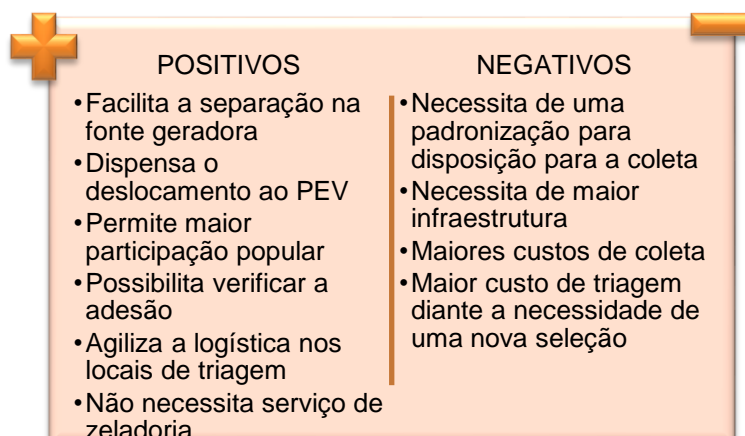 POSITIVOS
•Facilita a separação na
fonte geradora
•Dispensa o
deslocamento ao PEV
•Permite maior
participação popular
•Possibilita verificar a
adesão
•Agiliza a logística nos
locais de triagem
•Não necessita serviço de
zeladoria
NEGATIVOS
•Necessita de uma
padronização para
disposição para a coleta
•Necessita de maior
infraestrutura
•Maiores custos de coleta
•Maior custo de triagem
diante a necessidade de
uma nova seleção